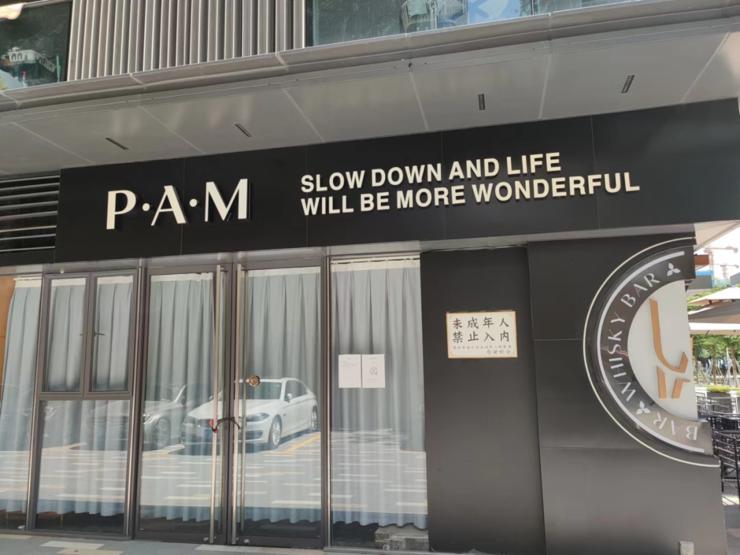 P·A·M
SLOW DOWN AND LIFE
WILL BE MORE WONDERFUL
未成年人
禁止入内
WHISKY BAR
BAR